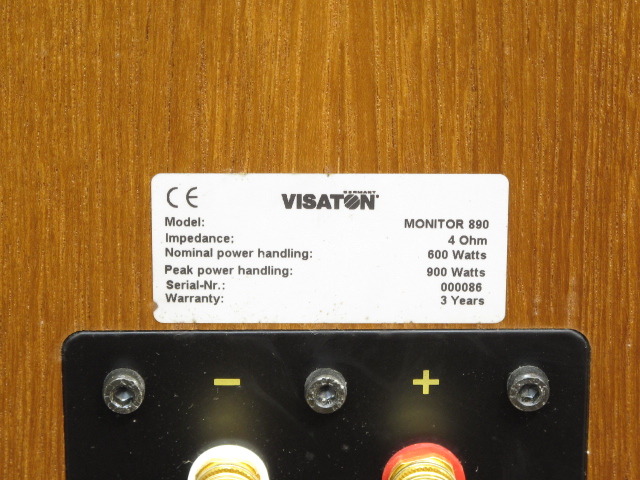 CE
GERMANY
VISATON®
Model: MONITOR 890
Impedance: 4 Ohm
Nominal power handling: 600 Watts
Peak power handling: 900 Watts
Serial-Nr.: 000086
Warranty: 3 Years
− +